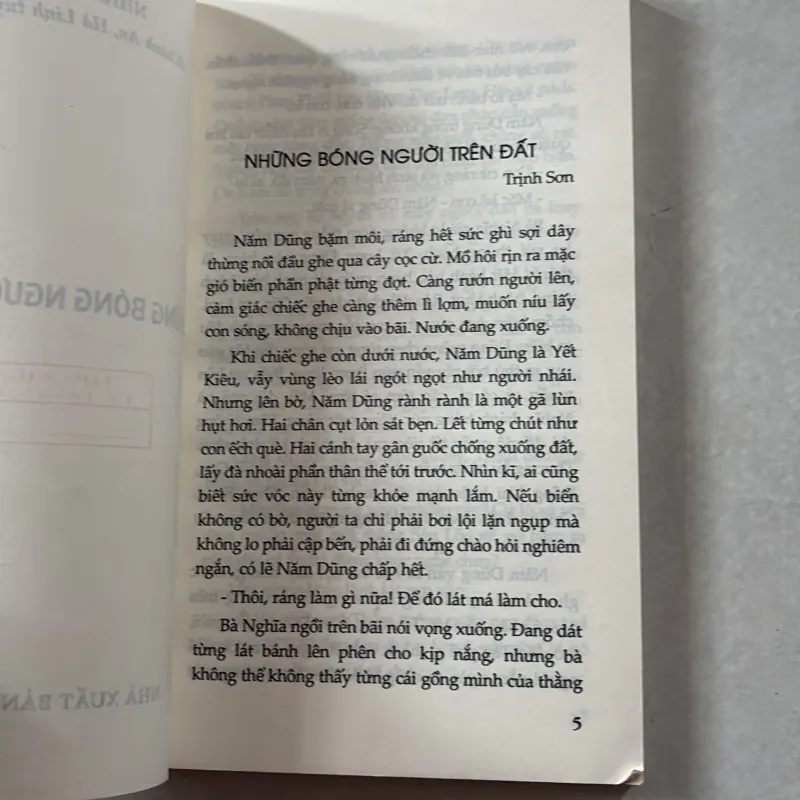 NHỮNG BÓNG NGƯỜI TRÊN ĐẤT
Trịnh Sơn
Năm Dũng bặm môi, ráng hết sức ghì sợi dây
thừng nối đầu ghe qua cây cọc cừ. Mồ hôi rịn ra mặc
gió biển phần phật từng đợt. Càng rướn người lên,
cảm giác chiếc ghe càng thêm lì lợm, muốn níu lấy
con sóng, không chịu vào bãi. Nước đang xuống.
Khi chiếc ghe còn dưới nước, Năm Dũng là Yết
Kiêu, vẫy vùng lèo lái ngót ngọt như người nhái.
Nhưng lên bờ, Năm Dũng rành rành là một gã lùn
hụt hơi. Hai chân cụt lỏn sát bẹn. Lết từng chút như
con ếch què. Hai cánh tay gân guốc chống xuống đất,
lấy đà nhoài phần thân thể tới trước. Nhìn kĩ, ai cũng
biết sức vóc này từng khỏe mạnh lắm. Nếu biển
không có bờ, người ta chỉ phải bơi lội lặn ngụp mà
không lo phải cập bến, phải đi đứng chào hỏi nghiêm
ngắn, có lẽ Năm Dũng chấp hết.
- Thôi, ráng làm gì nữa! Để đó lát má làm cho.
Bà Nghĩa ngồi trên bãi nói vọng xuống. Đang dát
từng lát bánh lên phên cho kịp nắng, nhưng bà
không thể không thấy từng cái gồng mình của thằng
5